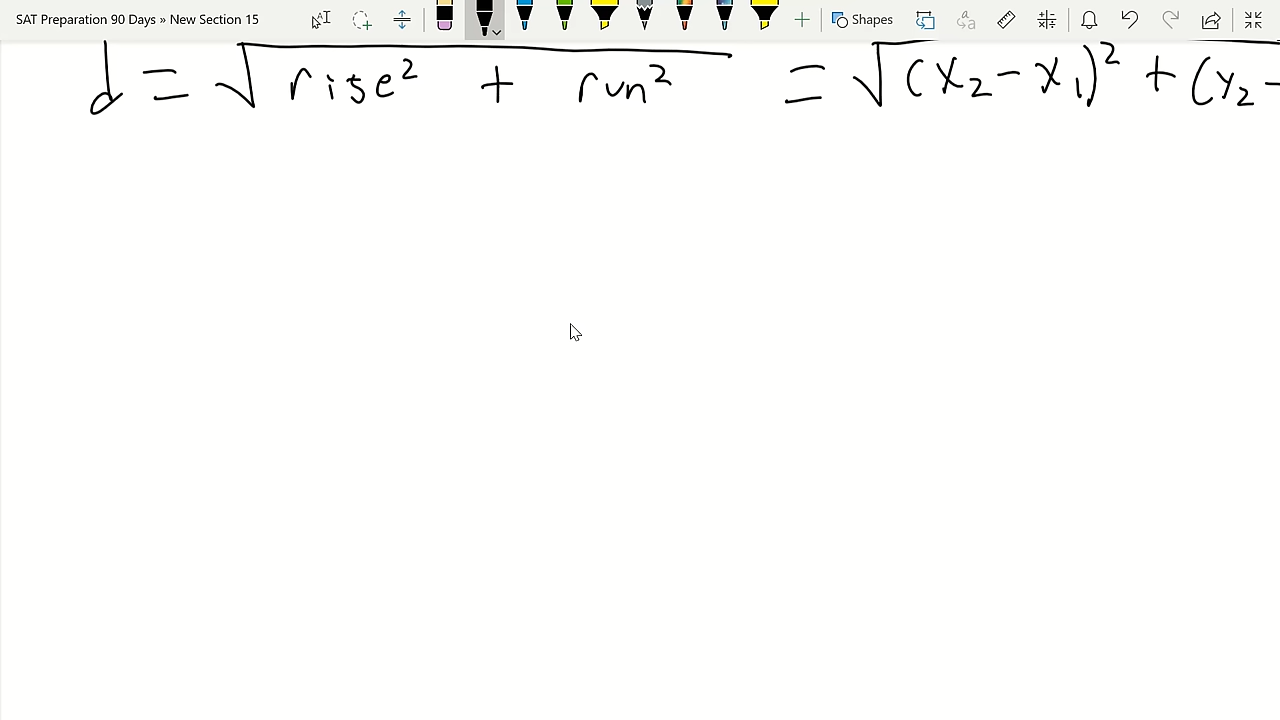 SAT Preparation 90 Days » New Section 15
Shapes
d = √rise² + run² = √(x₂ - x₁)² + (y₂ -